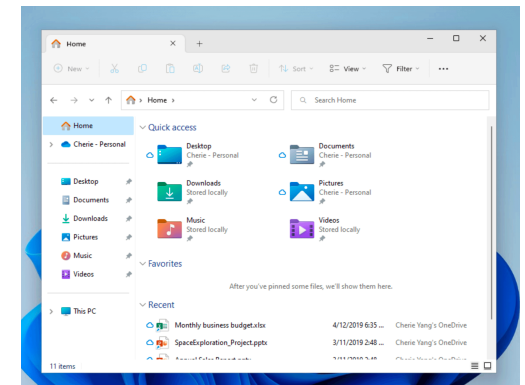 Home
New
Sort
View
Filter
Home
Search Home
Home
Cherie - Personal
Desktop
Documents
Downloads
Pictures
Music
Videos
This PC
Quick access
Desktop
Cherie - Personal
Documents
Cherie - Personal
Downloads
Stored locally
Pictures
Cherie - Personal
Music
Stored locally
Videos
Stored locally
Favorites
After you've pinned some files, we'll show them here.
Recent
Monthly business budget.xlsx 4/12/2019 6:35 ... Cherie Yang's OneDrive
SpaceExploration_Project.pptx 3/11/2019 2:48 ... Cherie Yang's OneDrive
11 items